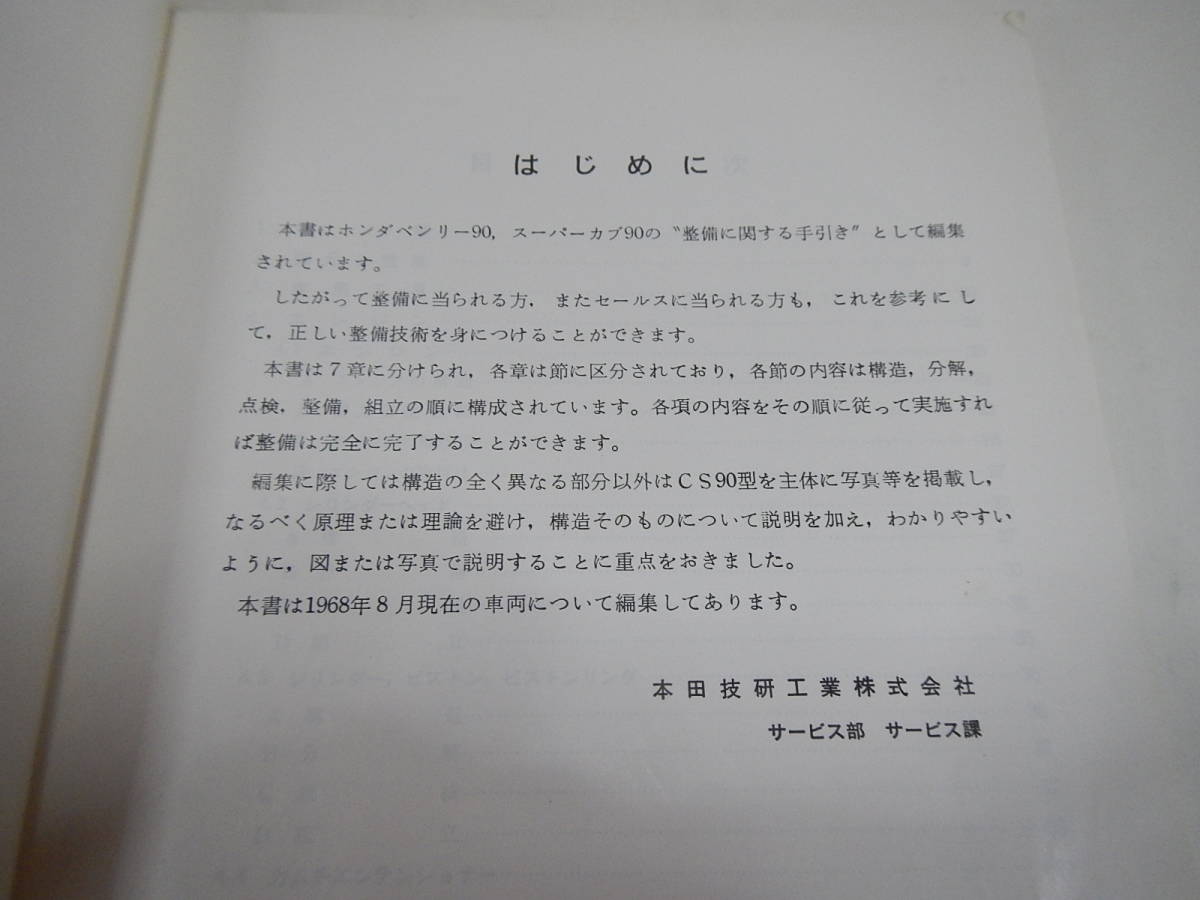 はじめに
本書はホンダベンリー90，スーパーカブ90の〝整備に関する手引き〟として編集
されています。
したがって整備に当られる方，またセールスに当られる方も，これを参考にし
て，正しい整備技術を身につけることができます。
本書は7章に分けられ，各章は節に区分されており，各節の内容は構造，分解，
点検，整備，組立の順に構成されています。各項の内容をその順に従って実施すれ
ば整備は完全に完了することができます。
編集に際しては構造の全く異なる部分以外はCS90型を主体に写真等を掲載し，
なるべく原理または理論を避け，構造そのものについて説明を加え，わかりやすい
ように，図または写真で説明することに重点をおきました。
本書は1968年8月現在の車両について編集してあります。
本田技研工業株式会社
サービス部 サービス課